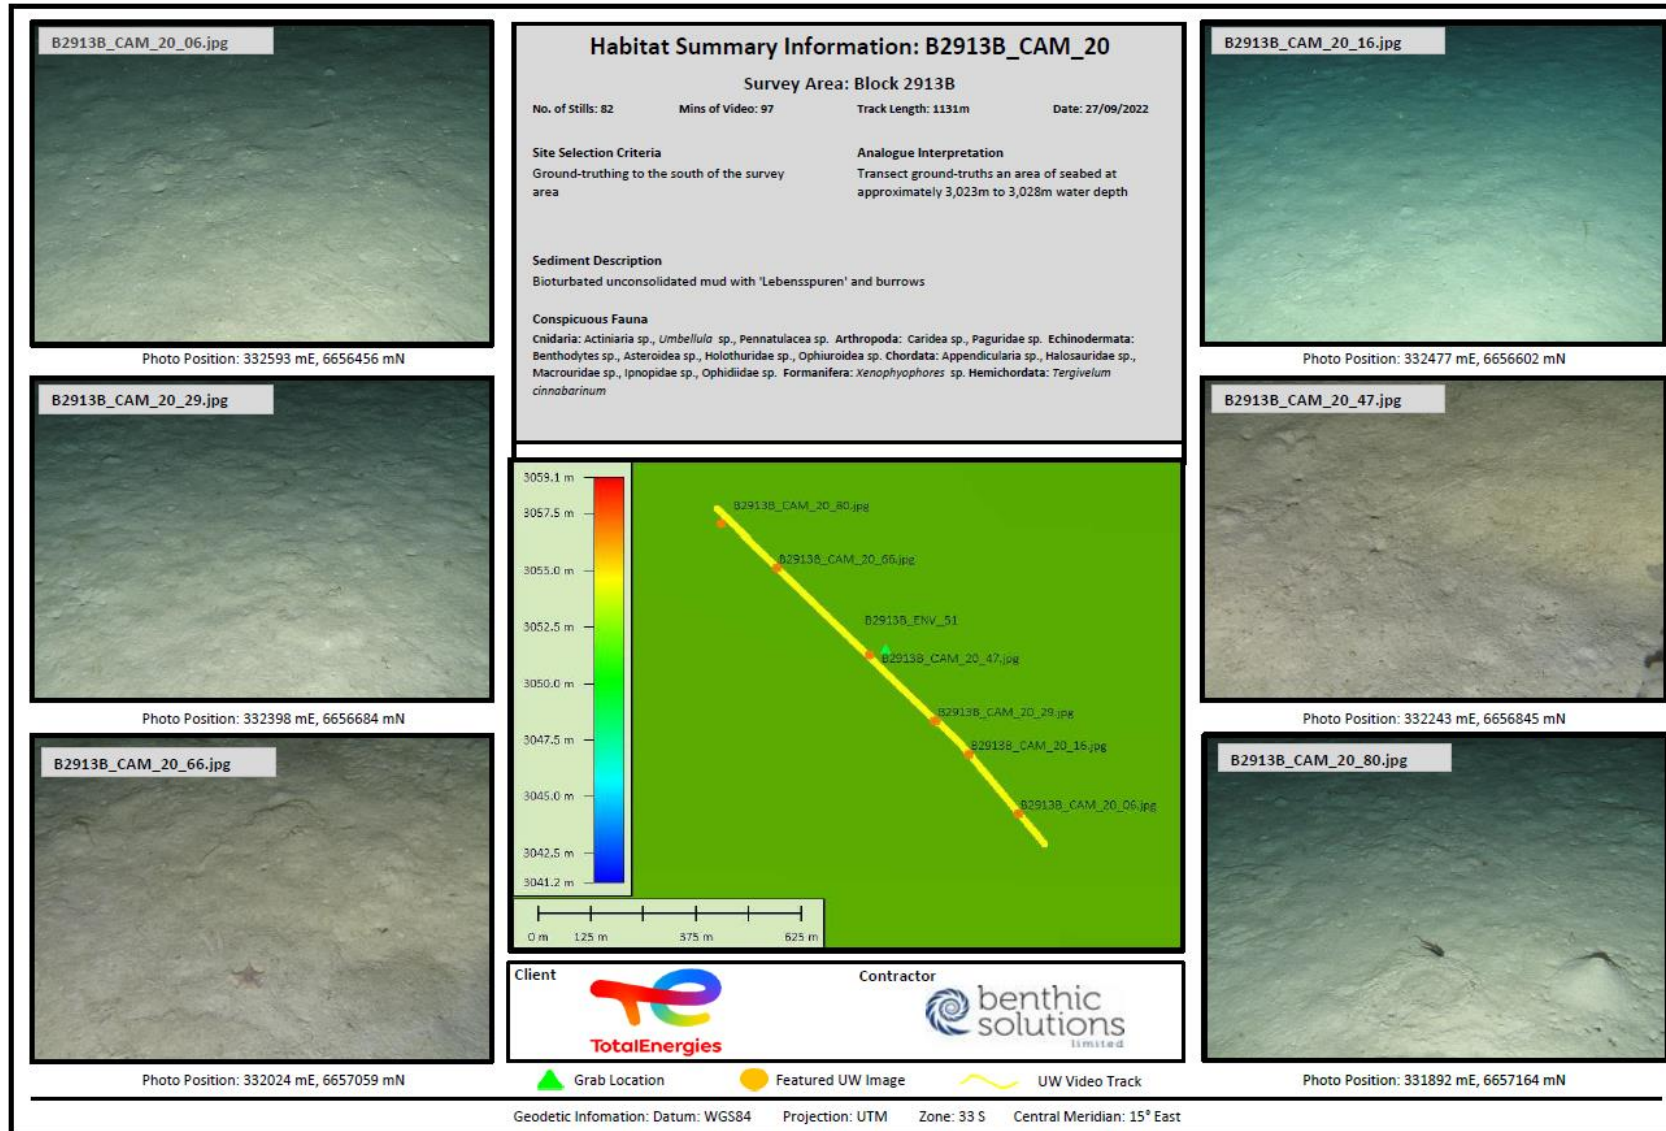 B2913B_CAM_20_06.jpg
Photo Position: 332593 mE, 6656456 mN
B2913B_CAM_20_29.jpg
Photo Position: 332398 mE, 6656684 mN
B2913B_CAM_20_66.jpg
Photo Position: 332024 mE, 6657059 mN
Habitat Summary Information: B2913B_CAM_20
Survey Area: Block 2913B
No. of Stills: 82 Mins of Video: 97 Track Length: 1131m Date: 27/09/2022
Site Selection Criteria
Ground-truthing to the south of the survey
area
Analogue Interpretation
Transect ground-truths an area of seabed at
approximately 3,023m to 3,028m water depth
Sediment Description
Bioturbated unconsolidated mud with 'Lebensspuren' and burrows
Conspicuous Fauna
Cnidaria: Actiniaria sp., Umbellula sp., Pennatulacea sp. Arthropoda: Caridea sp., Paguridae sp. Echinodermata:
Benthodytes sp., Asteroidea sp., Holothuridae sp., Ophiuroidea sp. Chordata: Appendicularia sp., Halosauridae sp.,
Macrouridae sp., Ipnopidae sp., Ophidiidae sp. Formanifera: Xenophyophores sp. Hemichordata: Tergivelum
cinnabarinum
3059.1 m
3057.5 m
3055.0 m
3052.5 m
3050.0 m
3047.5 m
3045.0 m
3042.5 m
3041.2 m
B2913B_CAM_20_80.jpg
B2913B_CAM_20_66.jpg
B2913B_ENV_51
B2913B_CAM_20_47.jpg
B2913B_CAM_20_29.jpg
B2913B_CAM_20_16.jpg
B2913B_CAM_20_06.jpg
0 m 125 m 375 m 625 m
Client
TotalEnergies
Contractor
benthic
solutions
limited
Grab Location Featured UW Image UW Video Track
B2913B_CAM_20_16.jpg
Photo Position: 332477 mE, 6656602 mN
B2913B_CAM_20_47.jpg
Photo Position: 332243 mE, 6656845 mN
B2913B_CAM_20_80.jpg
Photo Position: 331892 mE, 6657164 mN
Geodetic Infomation: Datum: WGS84 Projection: UTM Zone: 33 S Central Meridian: 15° East